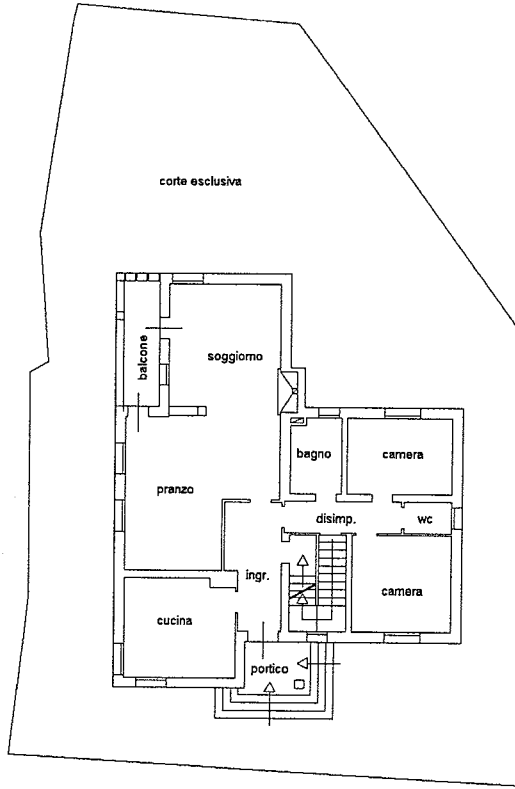 corte esclusiva
balcone
soggiorno
bagno
camera
pranzo
disimp.
wc
ingr.
camera
cucina
portico